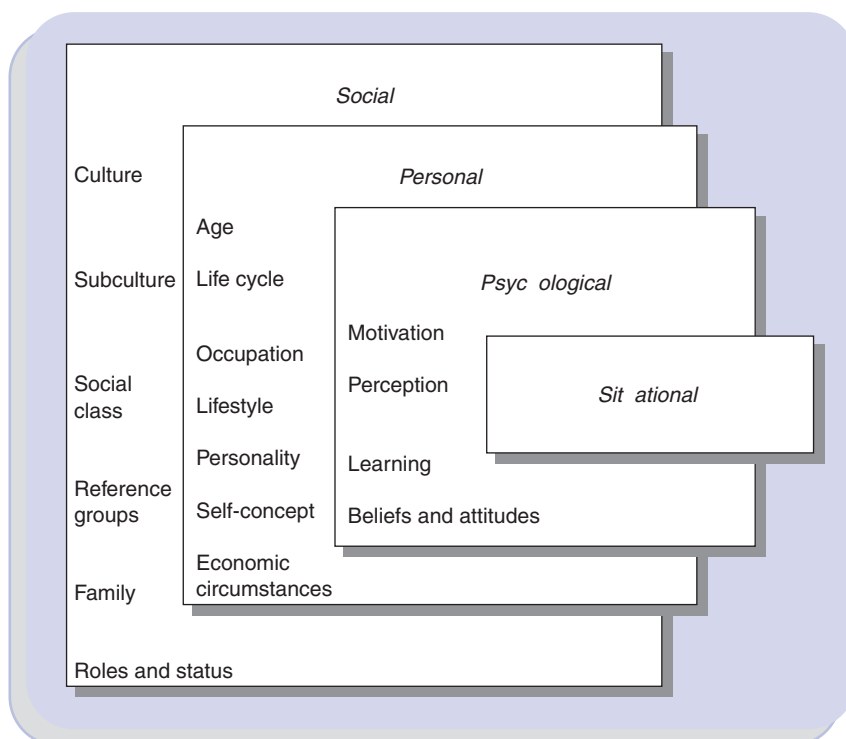 Social
Culture
Subculture
Social
class
Reference
groups
Family
Roles and status
Personal
Age
Life cycle
Occupation
Lifestyle
Personality
Self-concept
Economic
circumstances
Psyc ological
Motivation
Perception
Learning
Beliefs and attitudes
Sit ational